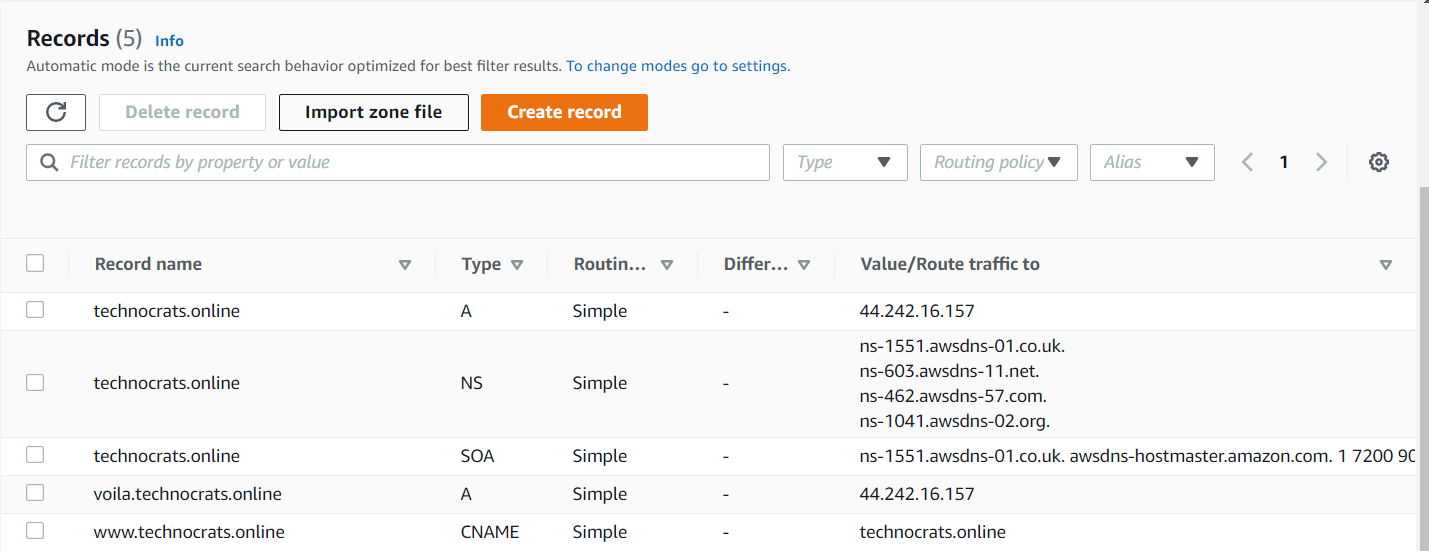 Records (5) Info
Automatic mode is the current search behavior optimized for best filter results. To change modes go to settings.
Delete record Import zone file Create record
Filter records by property or value Type Routing policy Alias 1
Record name Type Routin... Differ... Value/Route traffic to
technocrats.online A Simple - 44.242.16.157
ns-1551.awsdns-01.co.uk.
ns-603.awsdns-11.net.
technocrats.online NS Simple -
ns-462.awsdns-57.com.
ns-1041.awsdns-02.org.
technocrats.online SOA Simple - ns-1551.awsdns-01.co.uk. awsdns-hostmaster.amazon.com. 1 7200 90
voila.technocrats.online A Simple - 44.242.16.157
www.technocrats.online CNAME Simple - technocrats.online